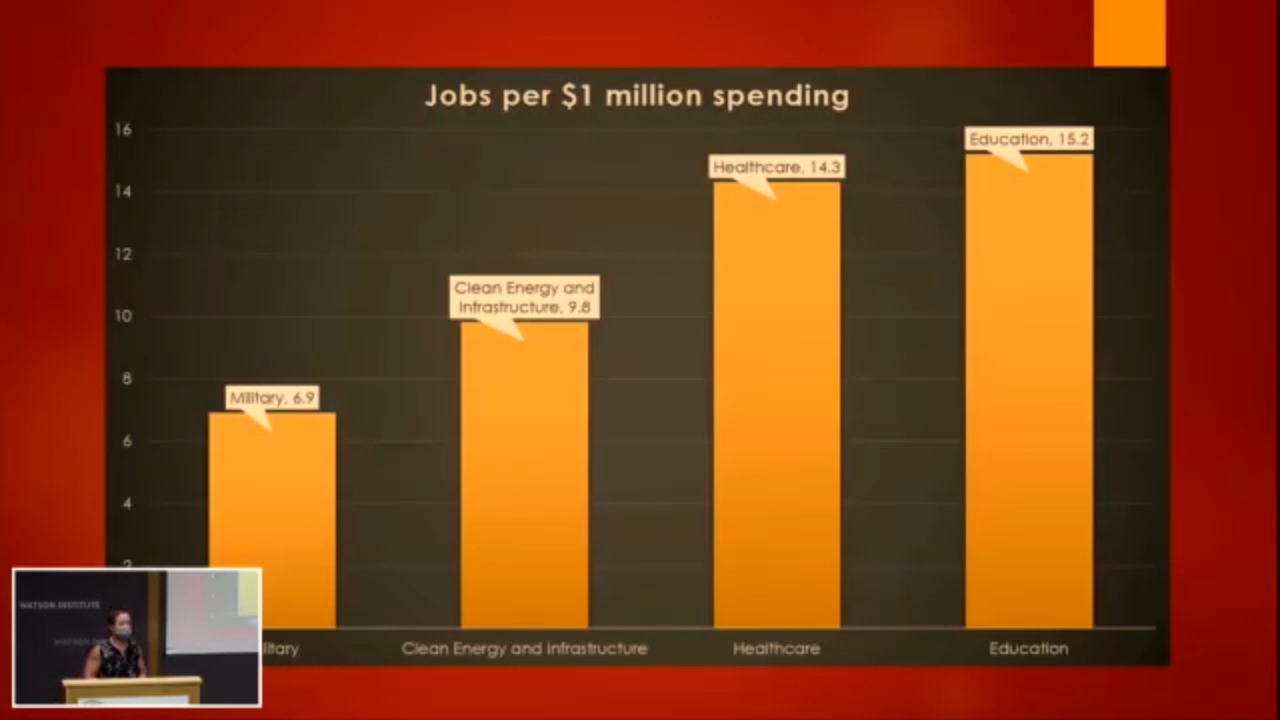 Jobs per $1 million spending
16
14
12
10
8
6
4
Military, 6.9
Clean Energy and
Infrastructure, 9.8
Healthcare, 14.3
Education, 15.2
Clean Energy and Infrastructure
Healthcare
Education
WATSON INSTITUTE